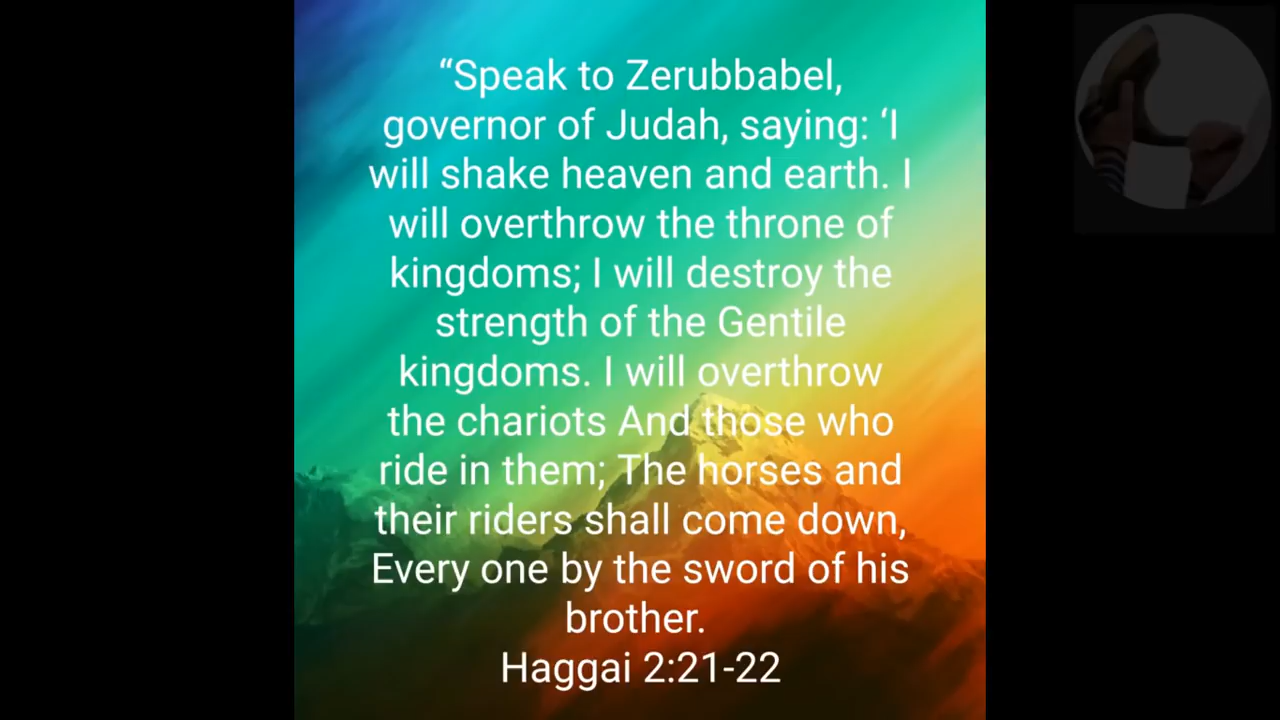 “Speak to Zerubbabel,
governor of Judah, saying: ‘I
will shake heaven and earth. I
will overthrow the throne of
kingdoms; I will destroy the
strength of the Gentile
kingdoms. I will overthrow
the chariots And those who
ride in them; The horses and
their riders shall come down,
Every one by the sword of his
brother.
Haggai 2:21-22